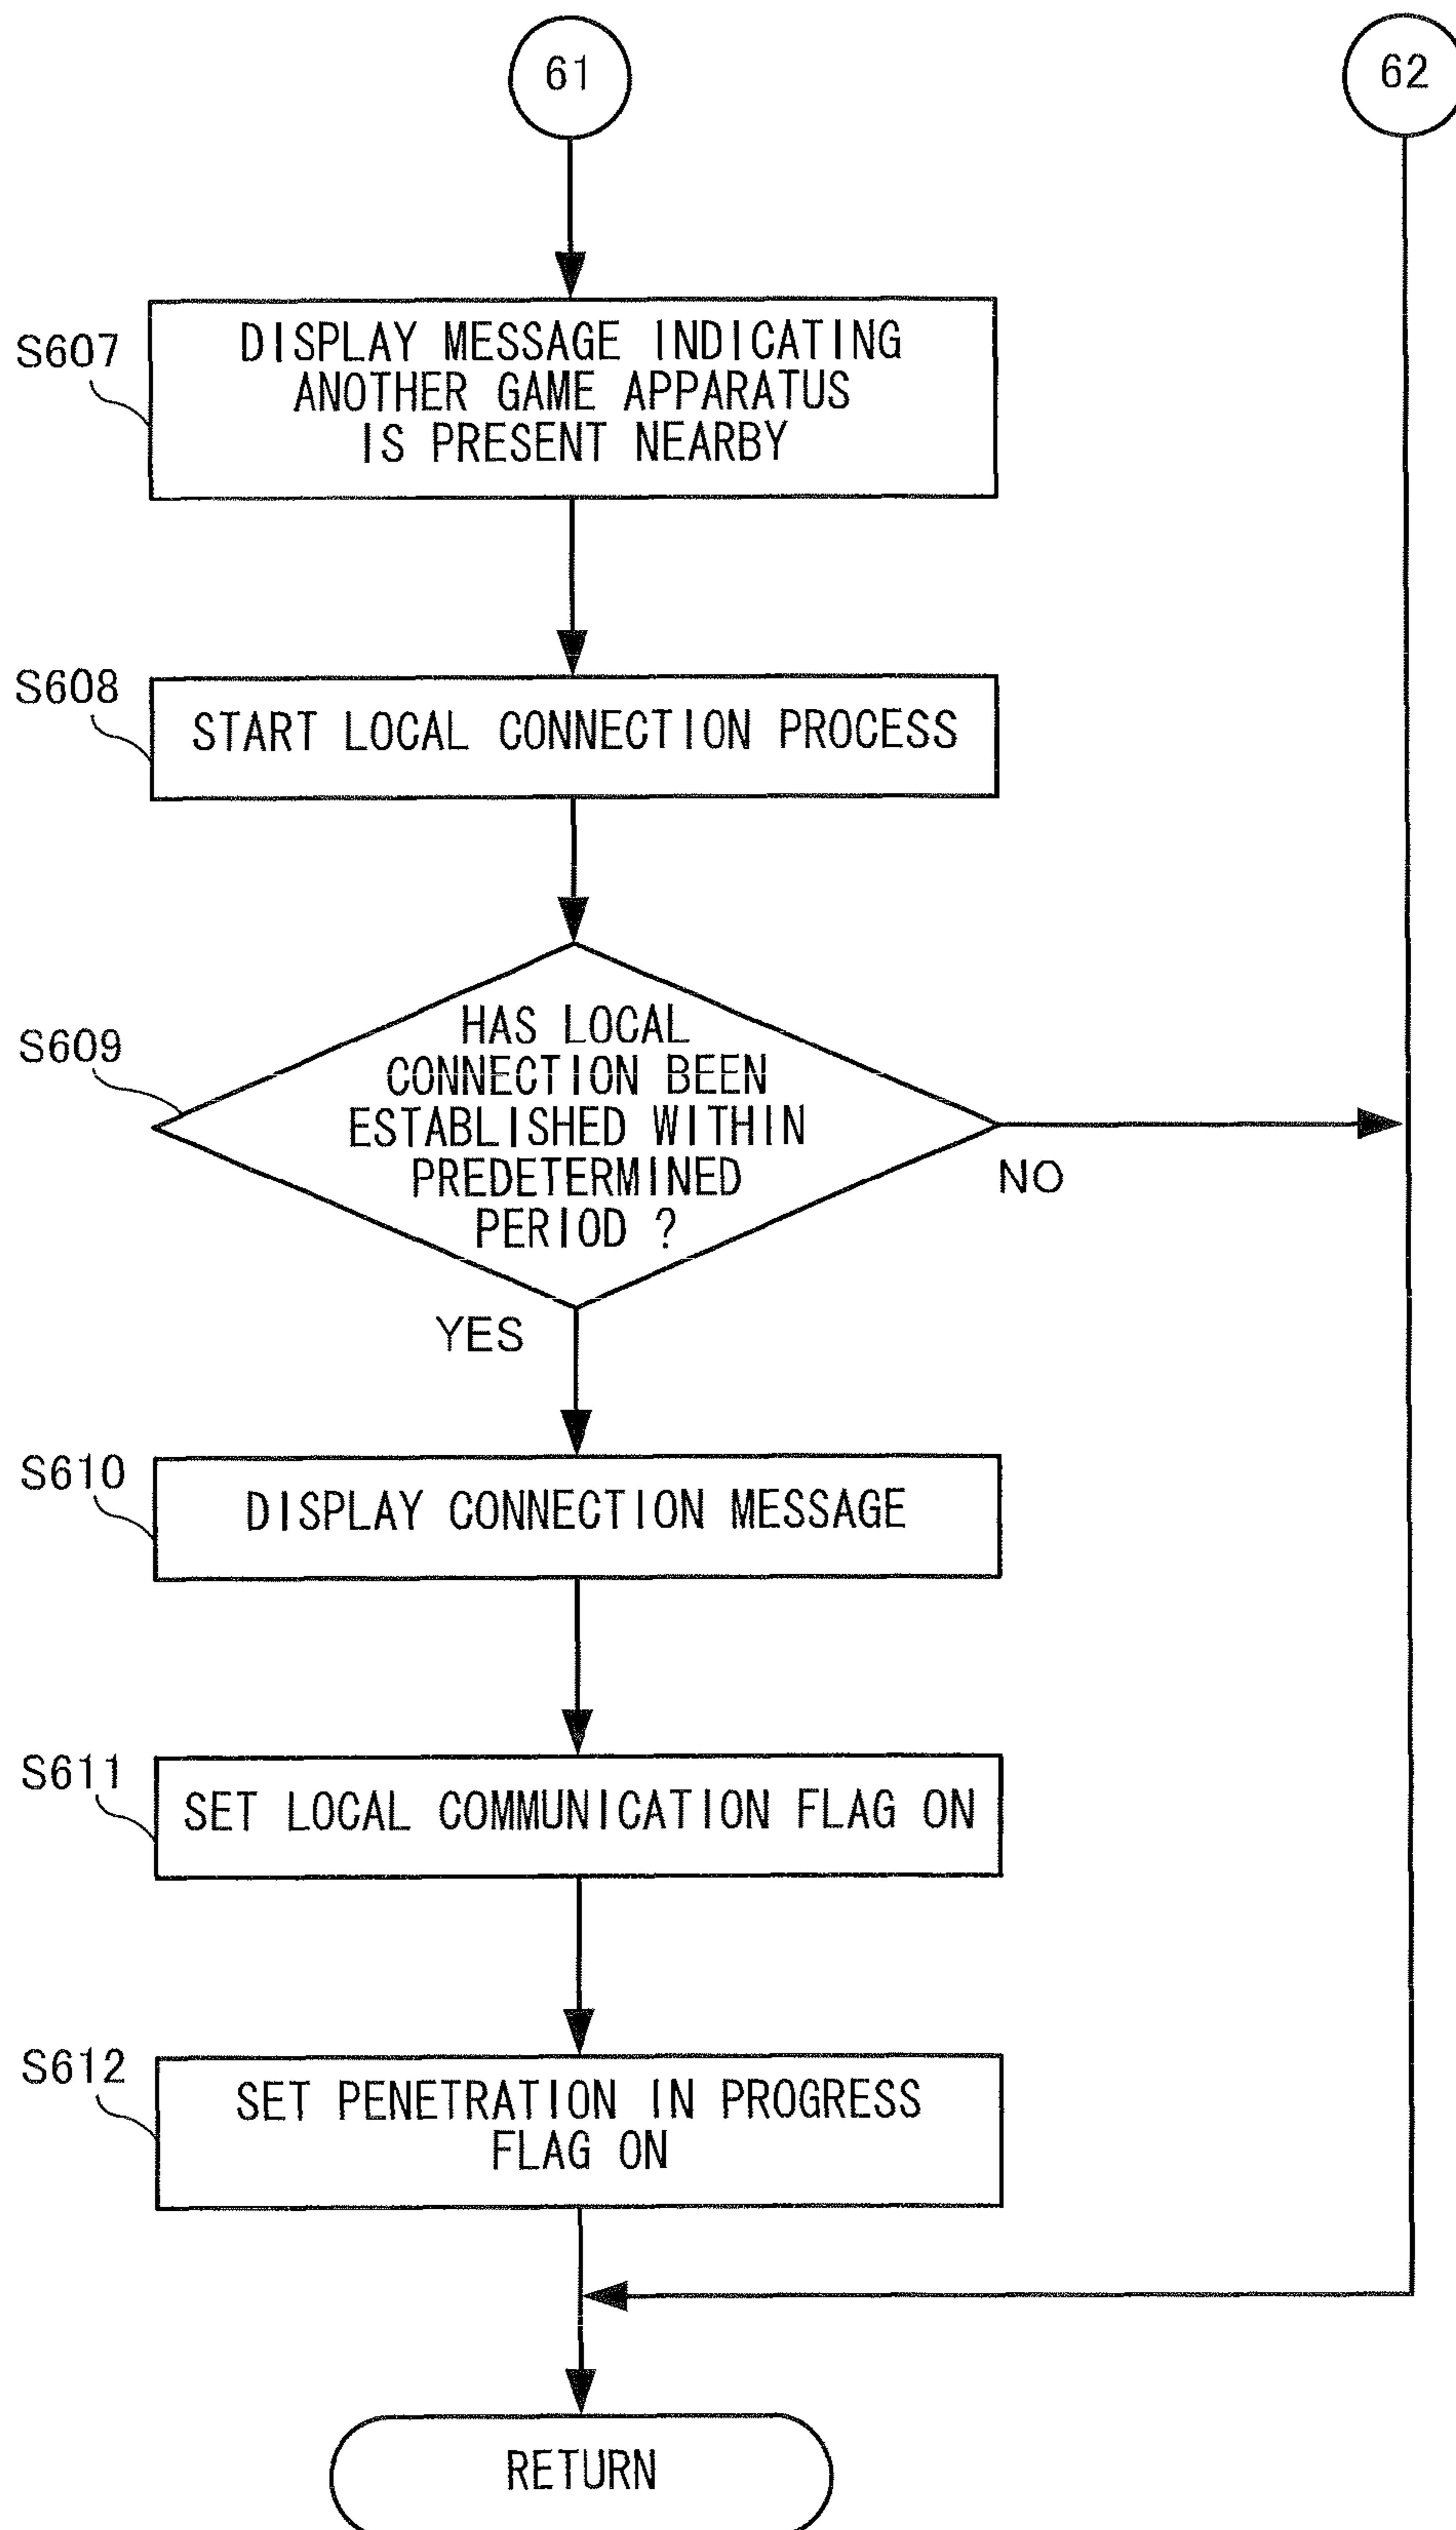 61
62
S607
DISPLAY MESSAGE INDICATING
ANOTHER GAME APPARATUS
IS PRESENT NEARBY
S608
START LOCAL CONNECTION PROCESS
S609
HAS LOCAL
CONNECTION BEEN
ESTABLISHED WITHIN
PREDETERMINED
PERIOD ?
NO
YES
S610
DISPLAY CONNECTION MESSAGE
S611
SET LOCAL COMMUNICATION FLAG ON
S612
SET PENETRATION IN PROGRESS
FLAG ON
RETURN